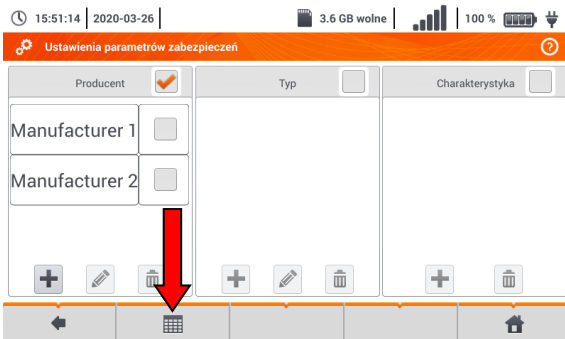 15:51:14 2020-03-26 3.6 GB wolne 100 %
Ustawienia parametrów zabezpieczeń ?
Producent Typ Charakterystyka
Manufacturer 1
Manufacturer 2